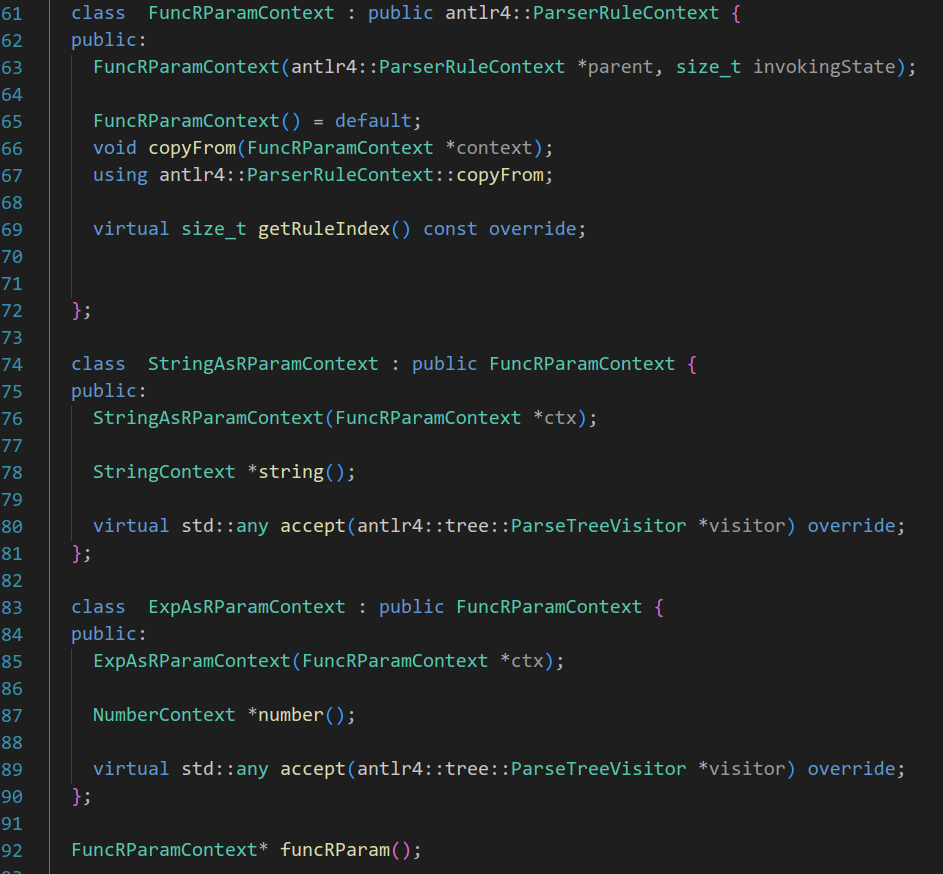 61 class  FuncRParamContext : public antlr4::ParserRuleContext {
62 public:
63   FuncRParamContext(antlr4::ParserRuleContext *parent, size_t invokingState);
64
65   FuncRParamContext() = default;
66   void copyFrom(FuncRParamContext *context);
67   using antlr4::ParserRuleContext::copyFrom;
68
69   virtual size_t getRuleIndex() const override;
70
71
72 };
73
74 class  StringAsRParamContext : public FuncRParamContext {
75 public:
76   StringAsRParamContext(FuncRParamContext *ctx);
77
78   StringContext *string();
79
80   virtual std::any accept(antlr4::tree::ParseTreeVisitor *visitor) override;
81 };
82
83 class  ExpAsRParamContext : public FuncRParamContext {
84 public:
85   ExpAsRParamContext(FuncRParamContext *ctx);
86
87   NumberContext *number();
88
89   virtual std::any accept(antlr4::tree::ParseTreeVisitor *visitor) override;
90 };
91
92 FuncRParamContext* funcRParam();